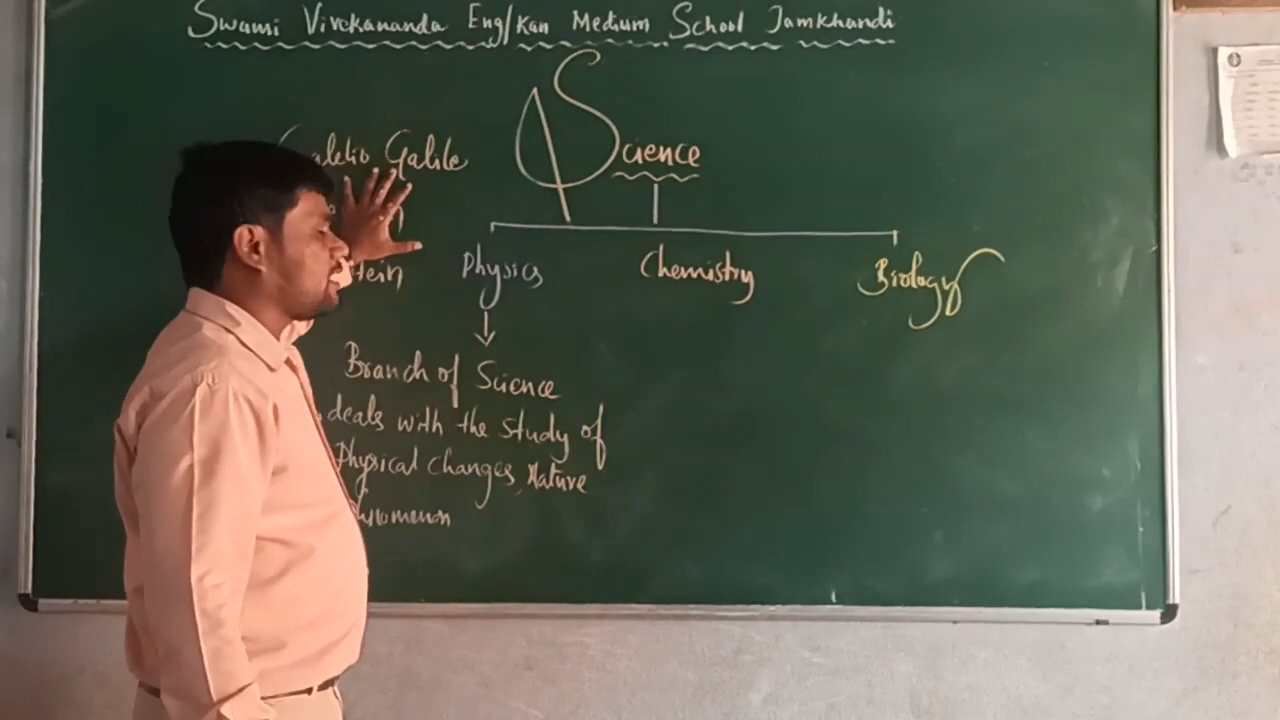 Swami Vivekananda Eng/Kan Medium School Jamkhandi
Science
Galelio Galile
Physics Chemistry Biology
Branch of Science
deals with the study of
Physical changes, Nature